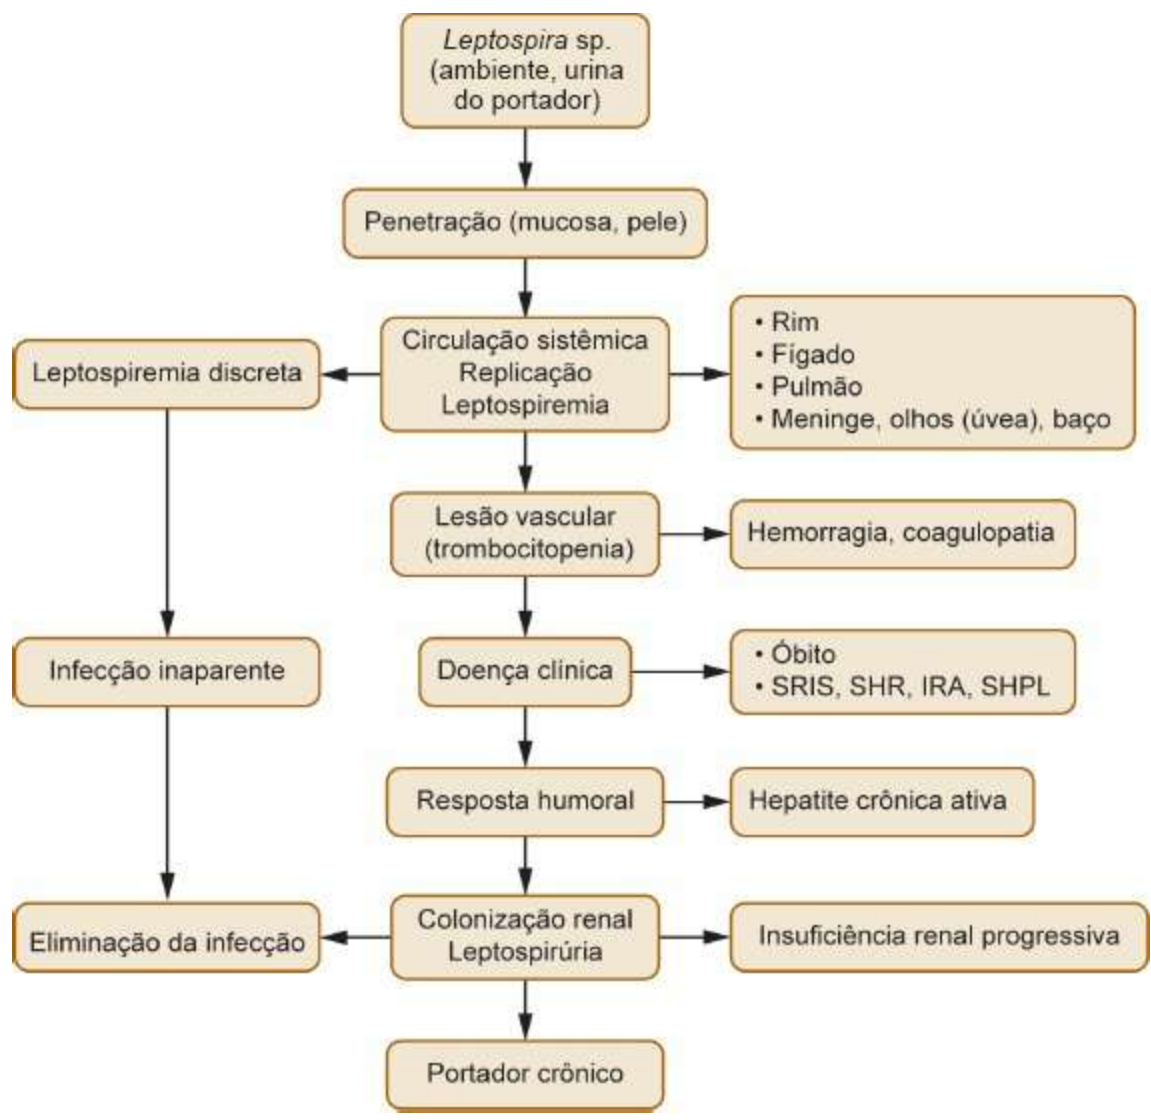 Leptospira sp.
(ambiente, urina
do portador)
Penetração (mucosa, pele)
Leptospiremia discreta
Circulação sistêmica
Replicação
Leptospiremia
• Rim
• Fígado
• Pulmão
• Meninge, olhos (úvea), baço
Lesão vascular
(trombocitopenia)
Hemorragia, coagulopatia
Infecção inaparente
Doença clínica
• Óbito
• SRIS, SHR, IRA, SHPL
Resposta humoral
Hepatite crônica ativa
Eliminação da infecção
Colonização renal
Leptospirúria
Insuficiência renal progressiva
Portador crônico